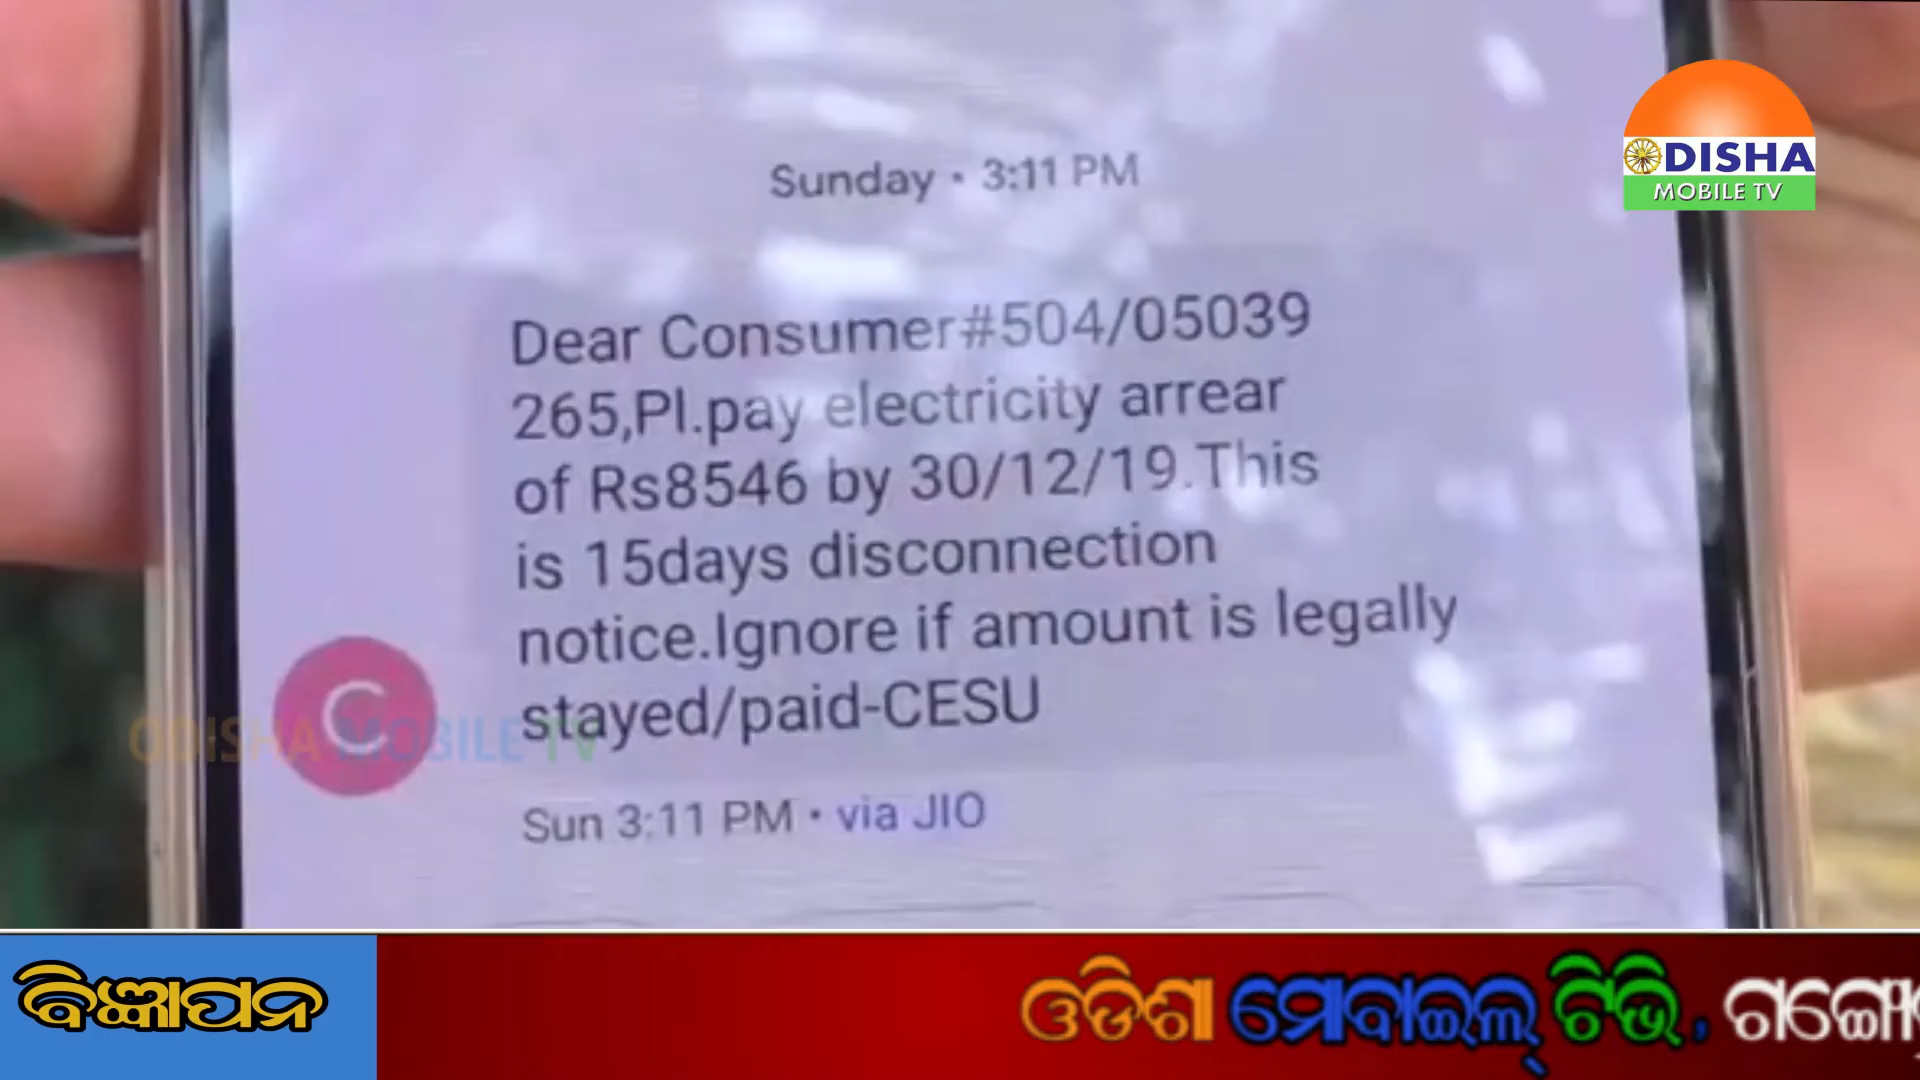 Sunday • 3:11 PM
ODISHA
MOBILE TV
Dear Consumer#504/05039
265,Pl.pay electricity arrear
of Rs8546 by 30/12/19.This
is 15days disconnection
notice.Ignore if amount is legally
stayed/paid-CESU
C
ODISHA MOBILE TV
Sun 3:11 PM • via JIO
ବିଜ୍ଞାପନ
ଓଡିଶା ମୋବାଇଲ୍ ଟିଭି,